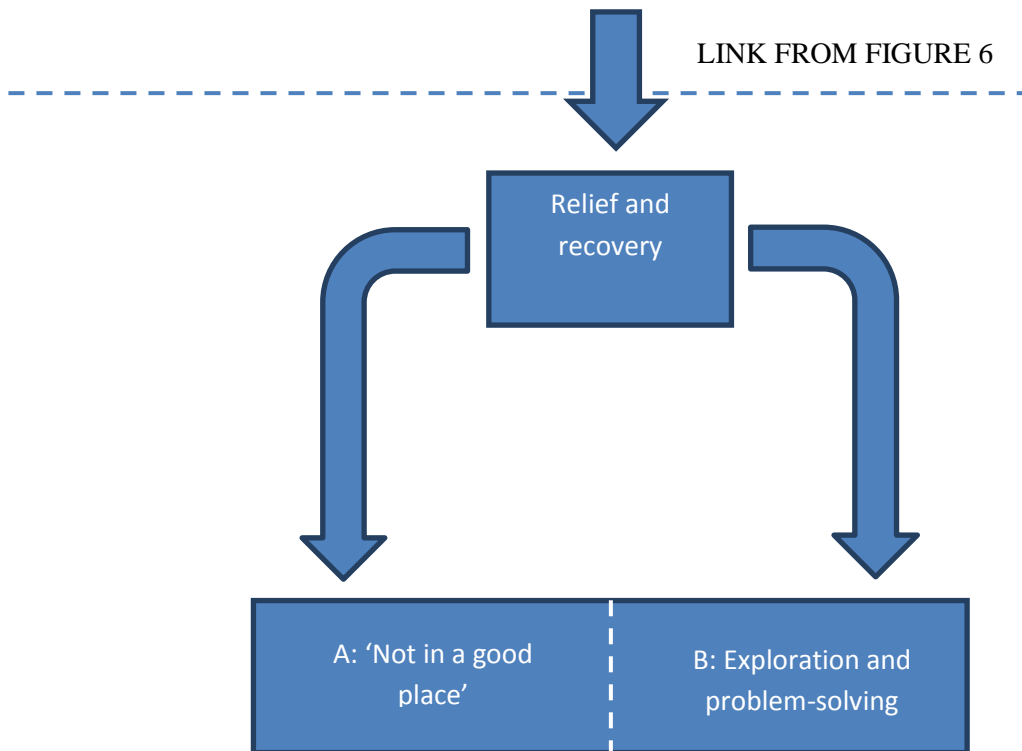 LINK FROM FIGURE 6
Relief and
recovery
A: ‘Not in a good
place’
B: Exploration and
problem-solving